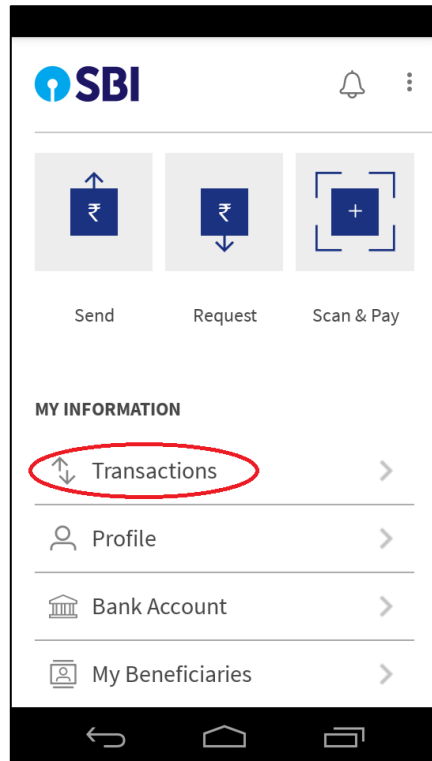 SBI
₹ ₹ +
Send Request Scan & Pay
MY INFORMATION
Transactions
Profile
Bank Account
My Beneficiaries